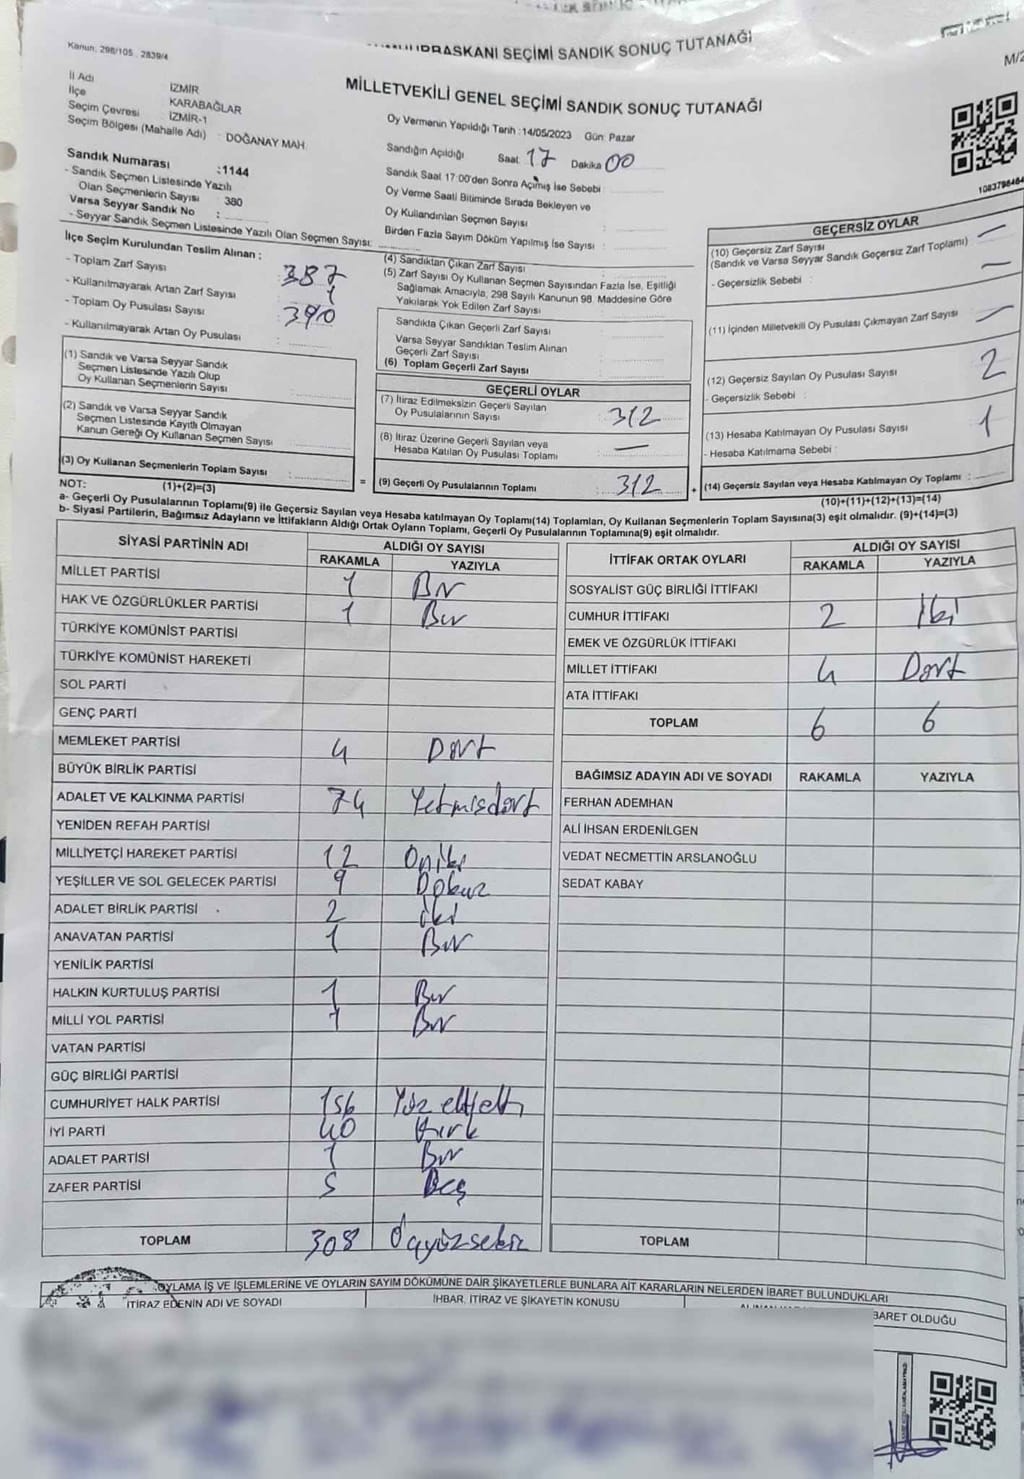 Kanun, 298/105 , 2839/4
BAŞKANI SEÇİMİ SANDIK SONUÇ TUTANAĞI
MİLLETVEKİLİ GENEL SEÇİMİ SANDIK SONUÇ TUTANAĞI
İl Adı İZMİR
İlçe KARABAĞLAR
Seçim Çevresi İZMİR-1
Seçim Bölgesi (Mahalle Adı) : DOĞANAY MAH.
Oy Vermenin Yapıldığı Tarih : 14/05/2023 Gün: Pazar
Sandığın Açıldığı Saat 17 Dakika 00
Sandık Saat 17:00'den Sonra Açılmış İse Sebebi :
Oy Verme Saati Bitiminde Sırada Bekleyen ve
Oy Kullandırılan Seçmen Sayısı :
Birden Fazla Sayım Döküm Yapılmış İse Sayısı :
Sandık Numarası :1144
- Sandık Seçmen Listesinde Yazılı
Olan Seçmenlerin Sayısı : 380
Varsa Seyyar Sandık No :
- Seyyar Sandık Seçmen Listesinde Yazılı Olan Seçmen Sayısı:
İlçe Seçim Kurulundan Teslim Alınan :
- Toplam Zarf Sayısı : 387
- Kullanılmayarak Artan Zarf Sayısı : 1
- Toplam Oy Pusulası Sayısı : 390
- Kullanılmayarak Artan Oy Pusulası :
(1) Sandık ve Varsa Seyyar Sandık
Seçmen Listesinde Yazılı Olup
Oy Kullanan Seçmenlerin Sayısı :
(2) Sandık ve Varsa Seyyar Sandık
Seçmen Listesinde Kayıtlı Olmayan
Kanun Gereği Oy Kullanan Seçmen Sayısı :
(3) Oy Kullanan Seçmenlerin Toplam Sayısı :
(1)+(2)=(3)
(4) Sandıktan Çıkan Zarf Sayısı :
(5) Zarf Sayısı Oy Kullanan Seçmen Sayısından Fazla İse, Eşitliği
Sağlamak Amacıyla, 298 Sayılı Kanunun 98. Maddesine Göre
Yakılarak Yok Edilen Zarf Sayısı :
Sandıkta Çıkan Geçerli Zarf Sayısı :
Varsa Seyyar Sandıktan Teslim Alınan
Geçerli Zarf Sayısı :
(6) Toplam Geçerli Zarf Sayısı :
GEÇERLİ OYLAR
(7) İtiraz Edilmeksizin Geçerli Sayılan
Oy Pusulalarının Sayısı : 312
(8) İtiraz Üzerine Geçerli Sayılan veya
Hesaba Katılan Oy Pusulası Toplamı : —
= (9) Geçerli Oy Pusulalarının Toplamı : 312 +
1083798464
GEÇERSİZ OYLAR
(10) Geçersiz Zarf Sayısı : —
(Sandık ve Varsa Seyyar Sandık Geçersiz Zarf Toplamı)
- Geçersizlik Sebebi : —
(11) İçinden Milletvekili Oy Pusulası Çıkmayan Zarf Sayısı : —
(12) Geçersiz Sayılan Oy Pusulası Sayısı : 2
- Geçersizlik Sebebi :
(13) Hesaba Katılmayan Oy Pusulası Sayısı : 1
- Hesaba Katılmama Sebebi :
(14) Geçersiz Sayılan veya Hesaba Katılmayan Oy Toplamı :
(10)+(11)+(12)+(13)=(14)
NOT:
a- Geçerli Oy Pusulalarının Toplamı(9) ile Geçersiz Sayılan veya Hesaba katılmayan Oy Toplamı(14) Toplamları, Oy Kullanan Seçmenlerin Toplam Sayısına(3) eşit olmalıdır. (9)+(14)=(3)
b- Siyasi Partilerin, Bağımsız Adayların ve İttifakların Aldığı Ortak Oyların Toplamı, Geçerli Oy Pusulalarının Toplamına(9) eşit olmalıdır.
SİYASİ PARTİNİN ADI ALDIĞI OY SAYISI
RAKAMLA YAZIYLA
MİLLET PARTİSİ 1 Bir
HAK VE ÖZGÜRLÜKLER PARTİSİ 1 Bir
TÜRKİYE KOMÜNİST PARTİSİ
TÜRKİYE KOMÜNİST HAREKETİ
SOL PARTİ
GENÇ PARTİ
MEMLEKET PARTİSİ 4 Dört
BÜYÜK BİRLİK PARTİSİ
ADALET VE KALKINMA PARTİSİ 74 Yetmisdört
YENİDEN REFAH PARTİSİ
MİLLİYETÇİ HAREKET PARTİSİ 12 Oniki
YEŞİLLER VE SOL GELECEK PARTİSİ 9 Dokuz
ADALET BİRLİK PARTİSİ 2 iki
ANAVATAN PARTİSİ 1 Bir
YENİLİK PARTİSİ
HALKIN KURTULUŞ PARTİSİ 1 Bir
MİLLİ YOL PARTİSİ 1 Bir
VATAN PARTİSİ
GÜÇ BİRLİĞİ PARTİSİ
CUMHURİYET HALK PARTİSİ 156 Yüz elli
İYİ PARTİ 40 Kırk
ADALET PARTİSİ 1 Bir
ZAFER PARTİSİ 5 Beş
TOPLAM 308 Üçyüzsekiz
İTTİFAK ORTAK OYLARI ALDIĞI OY SAYISI
RAKAMLA YAZIYLA
SOSYALİST GÜÇ BİRLİĞİ İTTİFAKI
CUMHUR İTTİFAKI 2 İki
EMEK VE ÖZGÜRLÜK İTTİFAKI
MİLLET İTTİFAKI 4 Dört
ATA İTTİFAKI
TOPLAM 6 6
BAĞIMSIZ ADAYIN ADI VE SOYADI RAKAMLA YAZIYLA
FERHAN ADEMHAN
ALİ İHSAN ERDENİLGEN
VEDAT NECMETTİN ARSLANOĞLU
SEDAT KABAY
TOPLAM
OYLAMA İŞ VE İŞLEMLERİNE VE OYLARIN SAYIM DÖKÜMÜNE DAİR ŞİKAYETLERLE BUNLARA AİT KARARLARIN NELERDEN İBARET BULUNDUKLARI
İTİRAZ EDENİN ADI VE SOYADI İHBAR, İTİRAZ VE ŞİKAYETİN KONUSU İBARET OLDUĞU